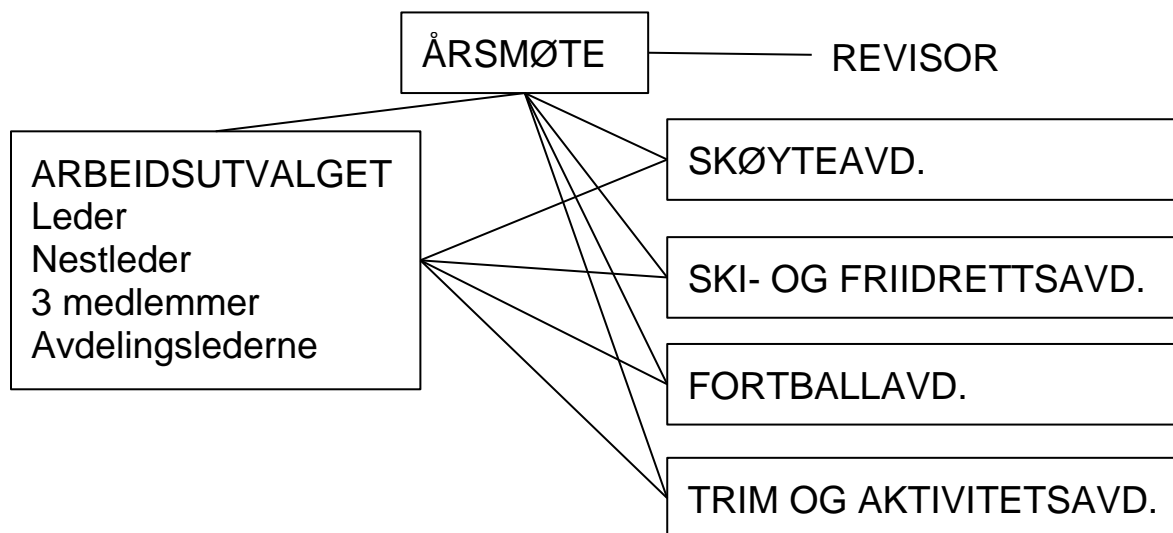 ÅRSMØTE
REVISOR
ARBEIDSUTVALGET
Leder
Nestleder
3 medlemmer
Avdelingslederne
SKØYTEAVD.
SKI- OG FRIIDRETTSAVD.
FORTBALLAVD.
TRIM OG AKTIVITETSAVD.